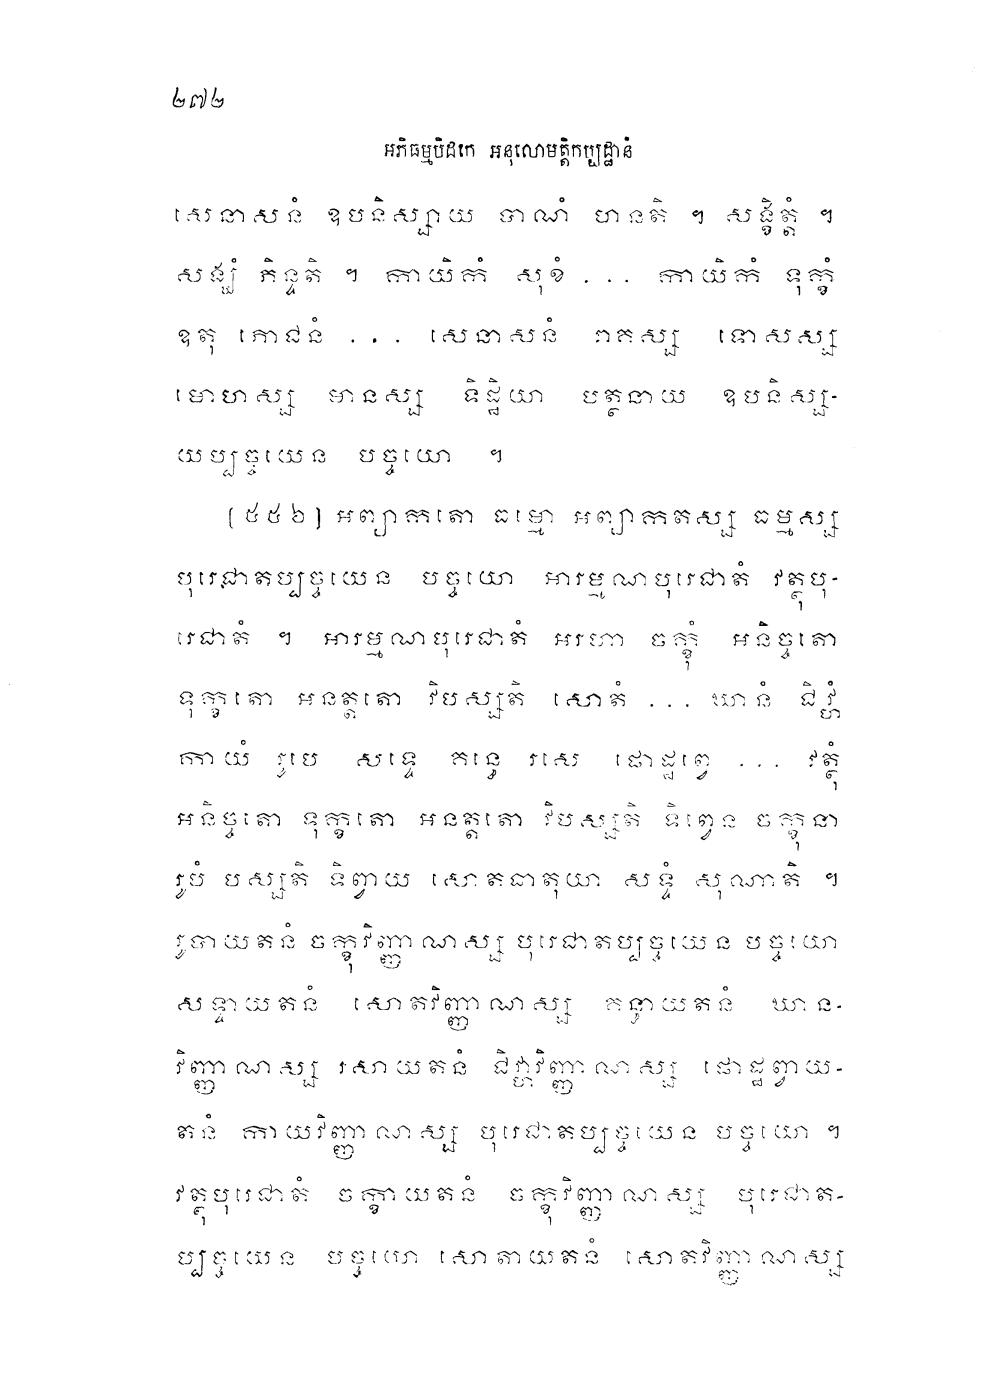 ២៧២
អភិធម្មបិដកេ អនុលោមត្តិកប្បដ្ឋានំ
សេនាសនំ ឧបនិស្សាយ បាណំ ហនតិ ។ សន្ធិត្តំ ។
សង្ឃំ ភិន្ទតិ ។ កាយិកំ សុខំ ... កាយិកំ ទុក្ខំ
ឧតុ ភោជនំ ... សេនាសនំ រាគស្ស ទោសស្ស
មោហស្ស មានស្ស ទិដ្ឋិយា បត្ថនាយ ឧបនិស្ស-
យប្បច្ចយេន បច្ចយោ ។
[៥៥៦] អព្យាកតោ ធម្មោ អព្យាកតស្ស ធម្មស្ស
បុរេជាតប្បច្ចយេន បច្ចយោ អារម្មណបុរេជាតំ វត្ថុបុ-
រេជាតំ ។ អារម្មណបុរេជាតំ អរហា ចក្ខុំ អនិច្ចតោ
ទុក្ខតោ អនត្តតោ វិបស្សតិ សោតំ ... ឃានំ ជិវ្ហំ
កាយំ រូបេ សទ្ទេ គន្ធេ រសេ ផោដ្ឋព្វេ ... វត្ថុំ
អនិច្ចតោ ទុក្ខតោ អនត្តតោ វិបស្សតិ ទិព្វេន ចក្ខុនា
រូបំ បស្សតិ ទិព្វាយ សោតធាតុយា សទ្ទំ សុណាតិ ។
រូបាយតនំ ចក្ខុវិញ្ញាណស្ស បុរេជាតប្បច្ចយេន បច្ចយោ
សទ្ទាយតនំ សោតវិញ្ញាណស្ស គន្ធាយតនំ ឃាន-
វិញ្ញាណស្ស រសាយតនំ ជិវ្ហាវិញ្ញាណស្ស ផោដ្ឋព្វាយ-
តនំ កាយវិញ្ញាណស្ស បុរេជាតប្បច្ចយេន បច្ចយោ ។
វត្ថុបុរេជាតំ ចក្ខាយតនំ ចក្ខុវិញ្ញាណស្ស បុរេជាត-
ប្បច្ចយេន បច្ចយោ សោតាយតនំ សោតវិញ្ញាណស្ស